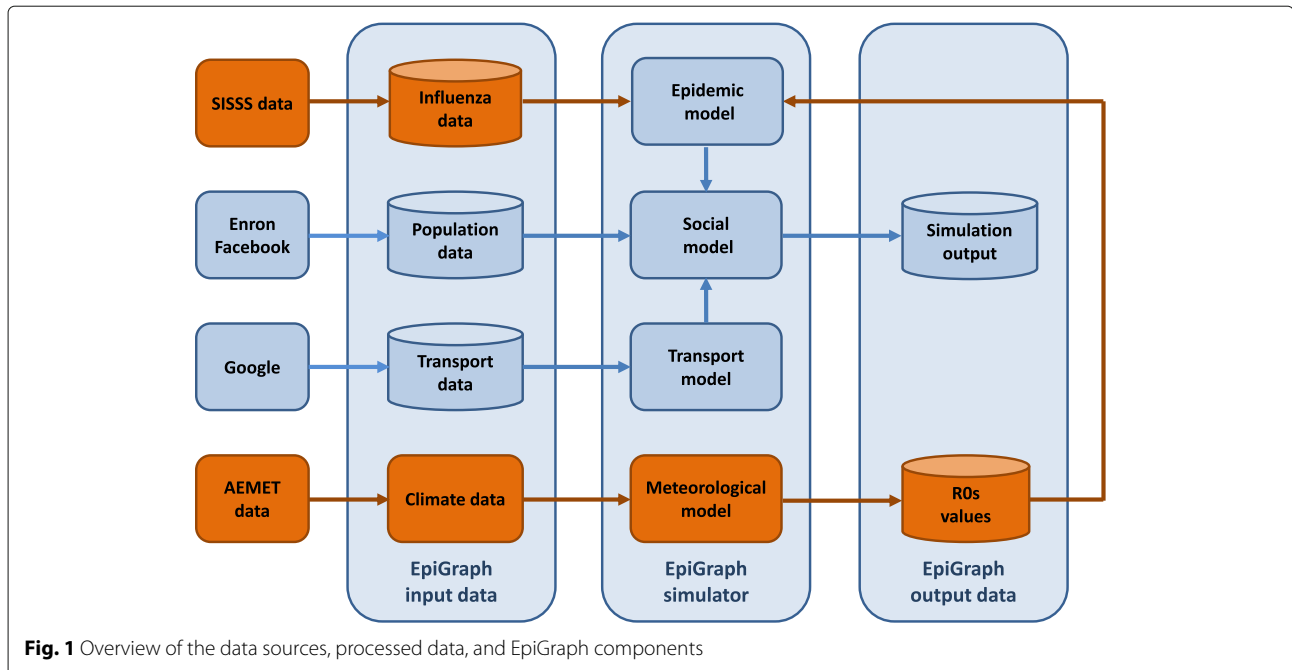 SISSS data
Influenza
data
Epidemic
model
Enron
Facebook
Population
data
Social
model
Simulation
output
Google
Transport
data
Transport
model
AEMET
data
Climate data
Meteorological
model
R0s
values
EpiGraph
input data
EpiGraph
simulator
EpiGraph
output data
Fig. 1 Overview of the data sources, processed data, and EpiGraph components